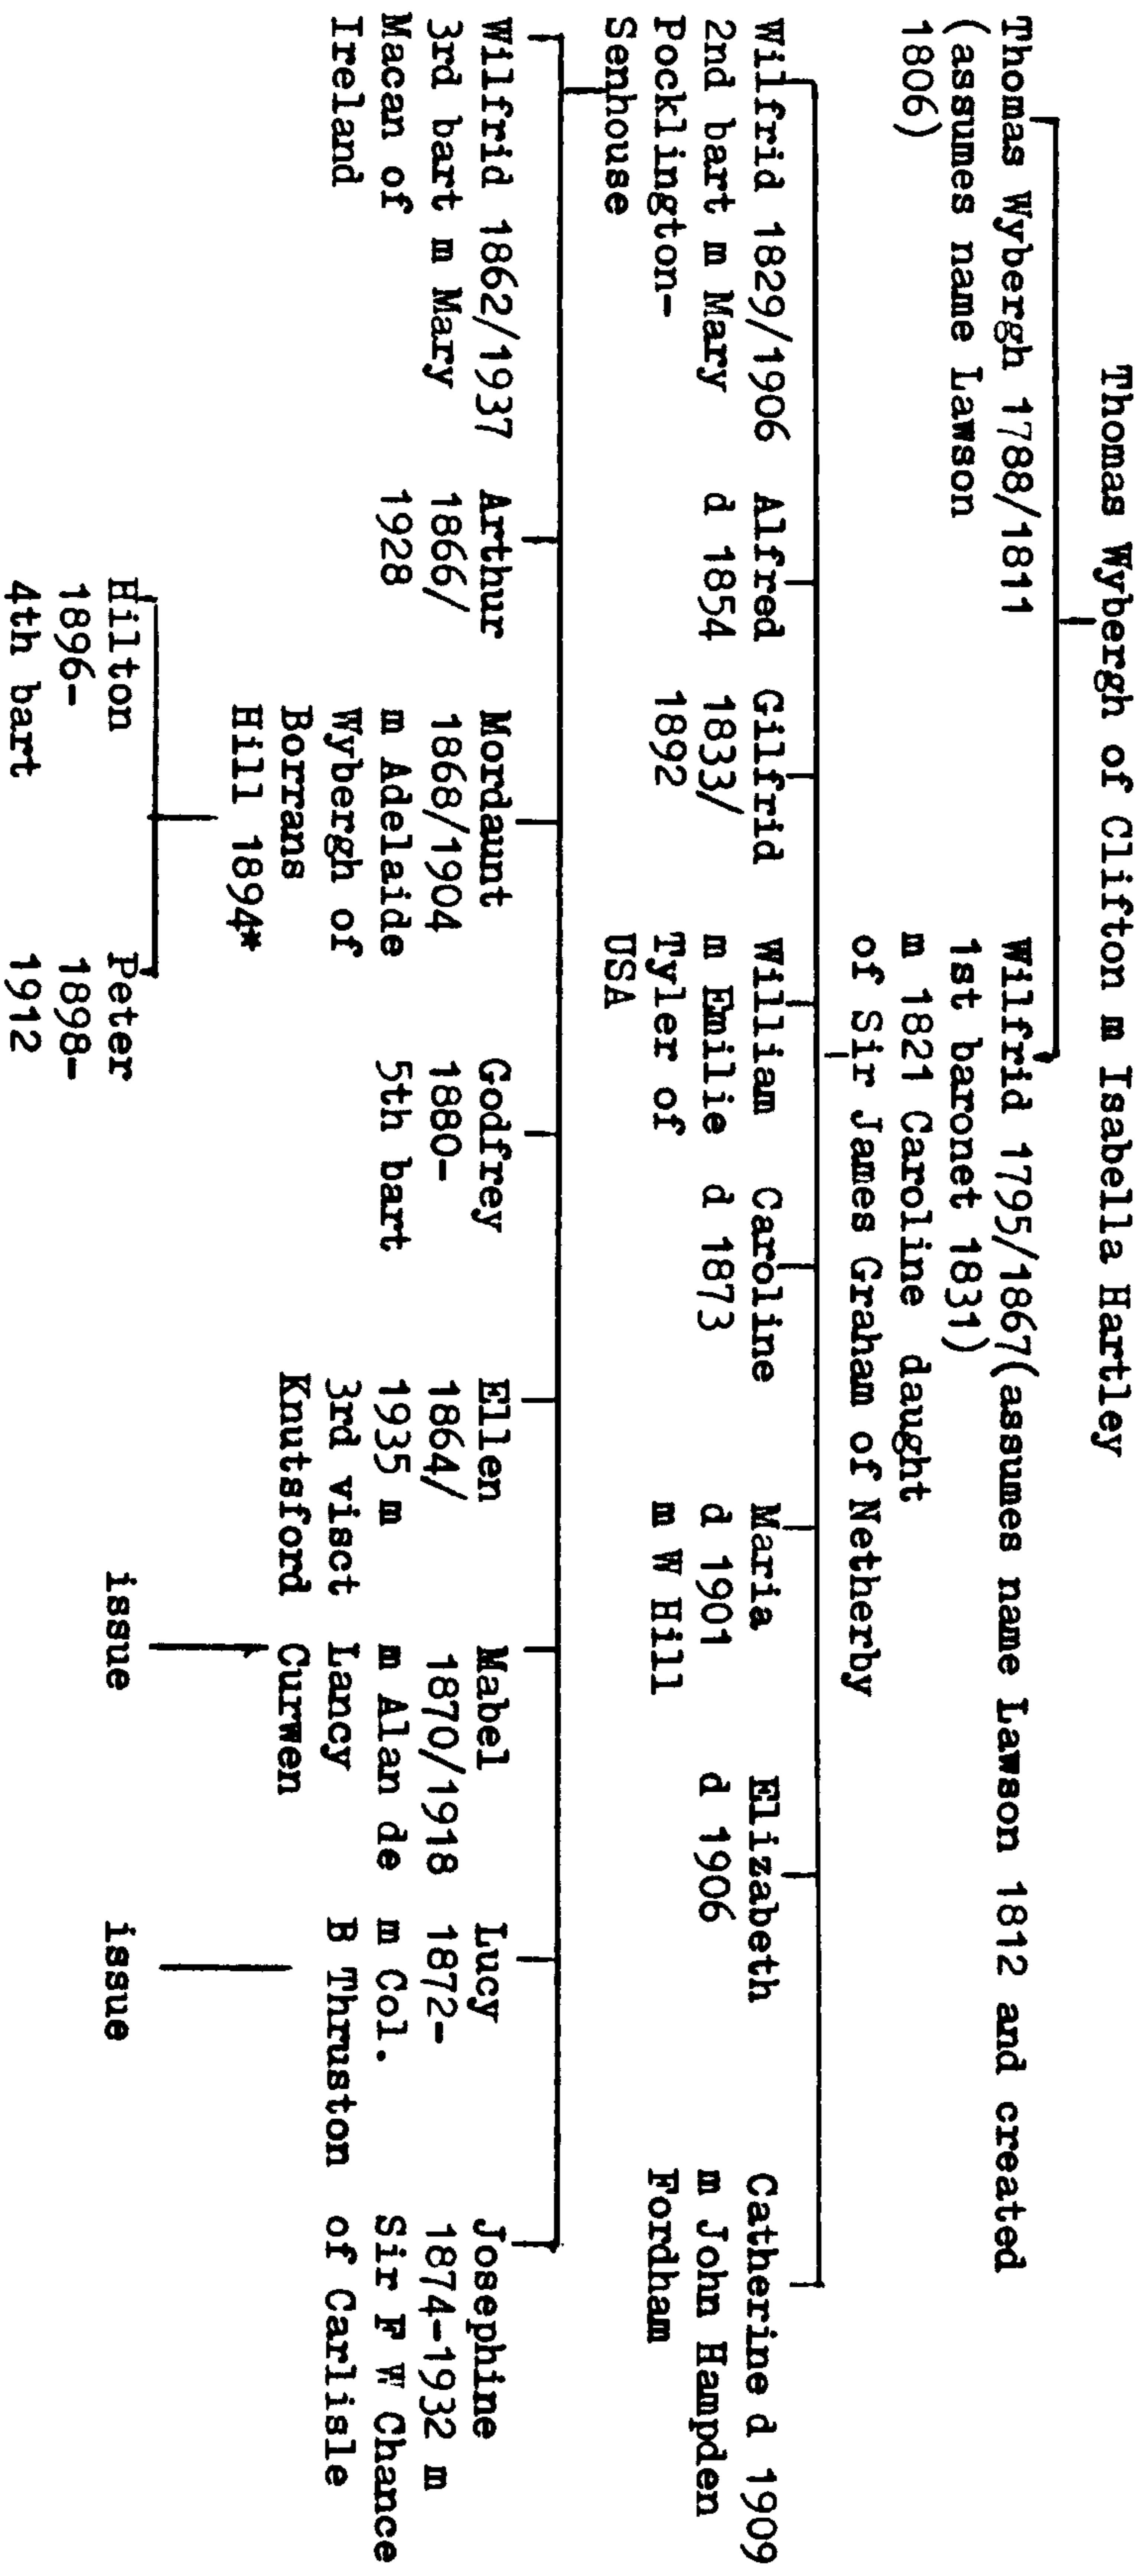 Thomas Wybergh of Clifton m Isabella Hartley
Thomas Wybergh 1788/1811
(assumes name Lawson
1806)
Wilfrid 1795/1867(assumes name Lawson 1812 and created
1st baronet 1831)
m 1821 Caroline daught
of Sir James Graham of Netherby
Wilfrid 1829/1906
2nd bart m Mary
Pocklington-
Senhouse
Alfred
d 1854
Gilfrid
1833/
1892
William
m Emilie
Tyler of
USA
Caroline
d 1873
Maria
d 1901
m W Hill
Elizabeth
d 1906
Catherine d 1909
m John Hampden
Fordham
Wilfrid 1862/1937
3rd bart m Mary
Macan of
Ireland
Arthur
1866/
1928
Mordaunt
1868/1904
m Adelaide
Wybergh of
Borrans
Hill 1894*
Godfrey
1880-
5th bart
Ellen
1864/
1935 m
3rd visct
Knutsford
Mabel
1870/1918
m Alan de
Lancy
Curwen
Lucy
1872-
m Col.
B Thruston
Josephine
1874-1932 m
Sir F W Chance
of Carlisle
Hilton
1896-
4th bart
Peter
1898-
1912
issue
issue